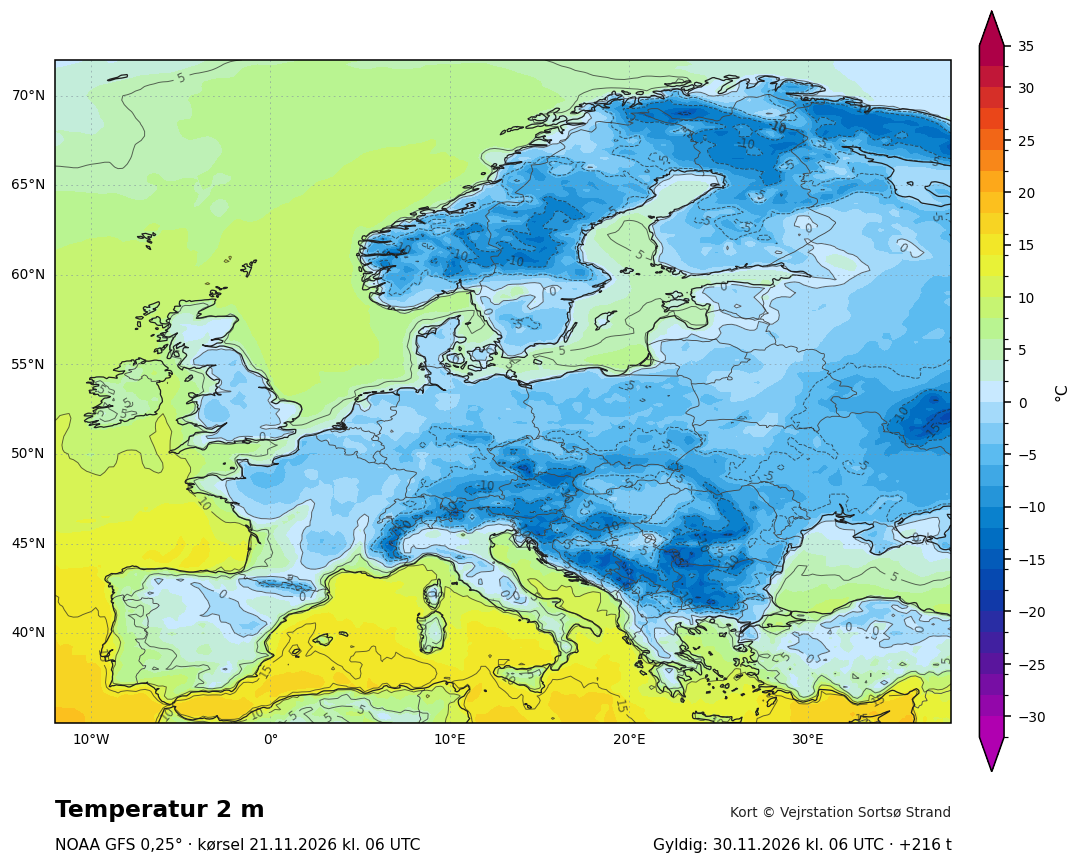 70°N
65°N
60°N
55°N
50°N
45°N
40°N
10°W 0° 10°E 20°E 30°E
35
30
25
20
15
10
5
0
−5
−10
−15
−20
−25
−30
°C
Temperatur 2 m
Kort © Vejrstation Sortsø Strand
NOAA GFS 0,25° · kørsel 21.11.2026 kl. 06 UTC
Gyldig: 30.11.2026 kl. 06 UTC · +216 t